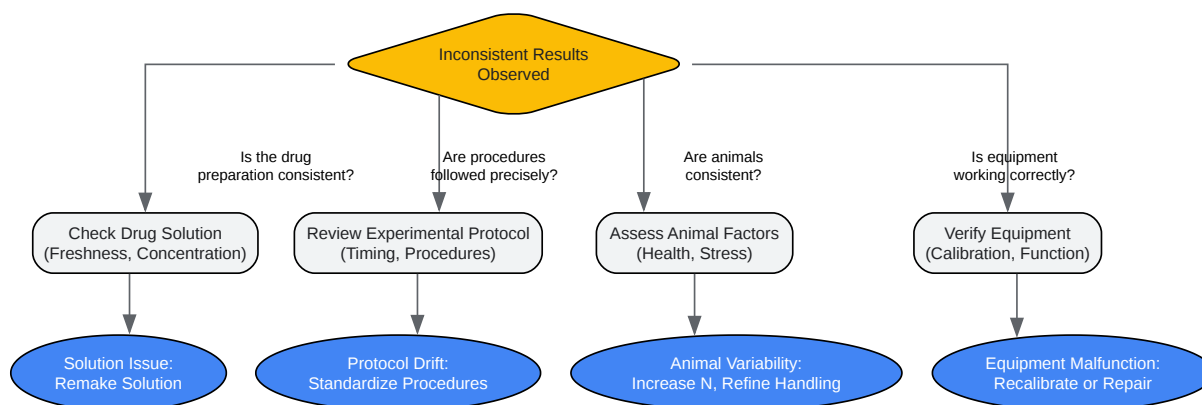 Inconsistent Results
Observed
Is the drug
preparation consistent?
Are procedures
followed precisely?
Are animals
consistent?
Is equipment
working correctly?
Check Drug Solution
(Freshness, Concentration)
Review Experimental Protocol
(Timing, Procedures)
Assess Animal Factors
(Health, Stress)
Verify Equipment
(Calibration, Function)
Solution Issue:
Remake Solution
Protocol Drift:
Standardize Procedures
Animal Variability:
Increase N, Refine Handling
Equipment Malfunction:
Recalibrate or Repair